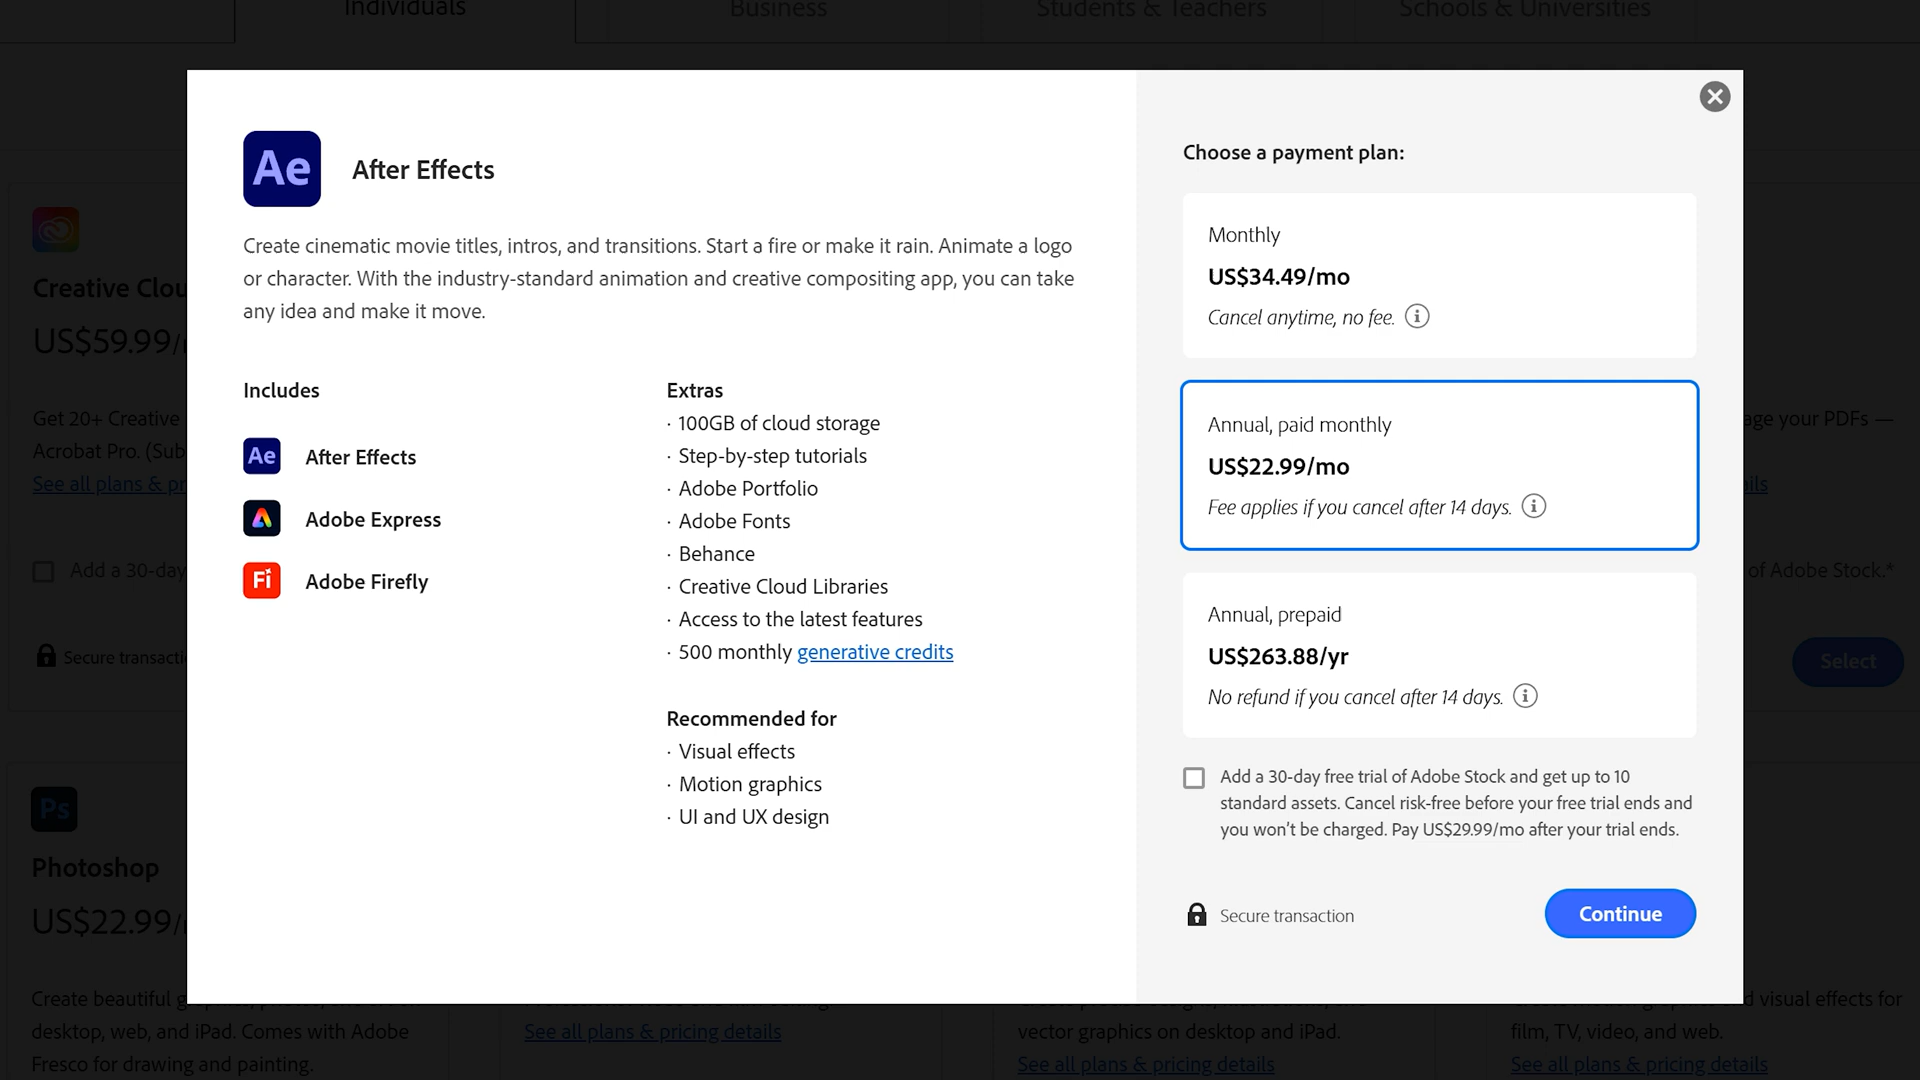 Individuals
Business
Students & Teachers
Schools & Universities
Ae
After Effects
Create cinematic movie titles, intros, and transitions. Start a fire or make it rain. Animate a logo
or character. With the industry-standard animation and creative compositing app, you can take
any idea and make it move.
Includes
Ae After Effects
Adobe Express
Fi Adobe Firefly
Extras
· 100GB of cloud storage
· Step-by-step tutorials
· Adobe Portfolio
· Adobe Fonts
· Behance
· Creative Cloud Libraries
· Access to the latest features
· 500 monthly generative credits
Recommended for
· Visual effects
· Motion graphics
· UI and UX design
Choose a payment plan:
Monthly
US$34.49/mo
Cancel anytime, no fee.
Annual, paid monthly
US$22.99/mo
Fee applies if you cancel after 14 days.
Annual, prepaid
US$263.88/yr
No refund if you cancel after 14 days.
Add a 30-day free trial of Adobe Stock and get up to 10
standard assets. Cancel risk-free before your free trial ends and
you won't be charged. Pay US$29.99/mo after your trial ends.
Secure transaction
Continue
Creative Clou
US$59.99/
Get 20+ Creative
Acrobat Pro. (Sub
See all plans & pr
Add a 30-day
Secure transacti
age your PDFs —
ils
of Adobe Stock.*
Select
Ps
Photoshop
US$22.99/
Create beautiful
desktop, web, and iPad. Comes with Adobe
Fresco for drawing and painting.
See all plans & pricing details
vector graphics on desktop and iPad.
See all plans & pricing details
d visual effects for
film, TV, video, and web.
See all plans & pricing details